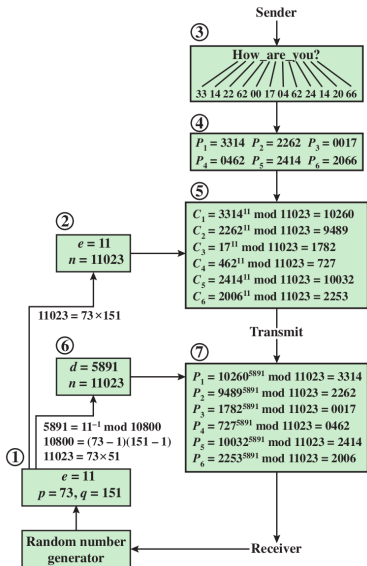 Sender
3
How_are_you?
33 14 22 62 00 17 04 62 24 14 20 66
4
P1 = 3314 P2 = 2262 P3 = 0017
P4 = 0462 P5 = 2414 P6 = 2066
5
C1 = 3314^11 mod 11023 = 10260
C2 = 2262^11 mod 11023 = 9489
C3 = 17^11 mod 11023 = 1782
C4 = 462^11 mod 11023 = 727
C5 = 2414^11 mod 11023 = 10032
C6 = 2006^11 mod 11023 = 2253
2
e = 11
n = 11023
11023 = 73×151
Transmit
6
d = 5891
n = 11023
5891 = 11^–1 mod 10800
10800 = (73 – 1)(151 – 1)
11023 = 73×51
7
P1 = 10260^5891 mod 11023 = 3314
P2 = 9489^5891 mod 11023 = 2262
P3 = 1782^5891 mod 11023 = 0017
P4 = 727^5891 mod 11023 = 0462
P5 = 10032^5891 mod 11023 = 2414
P6 = 2253^5891 mod 11023 = 2006
1
e = 11
p = 73, q = 151
Random number
generator
Receiver